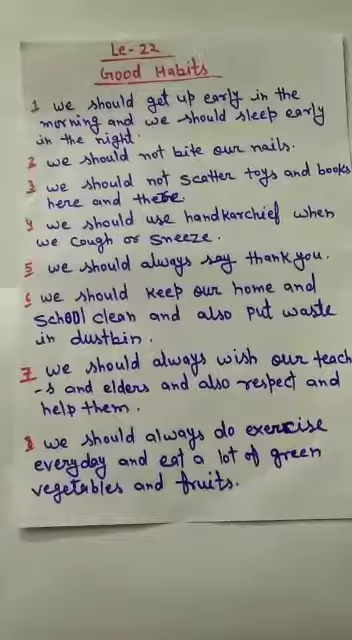 Le-22
Good Habits
1 we should get up early in the
morning and we should sleep early
in the night.
2 we should not bite our nails.
3 we should not scatter toys and books
here and there.
4 we should use handkarchief when
we cough or sneeze.
5 we should always say thank you.
6 we should keep our home and
school clean and also put waste
in dustbin.
7 we should always wish our teach
-s and elders and also respect and
help them.
8 we should always do exercise
everyday and eat a lot of green
vegetables and fruits.